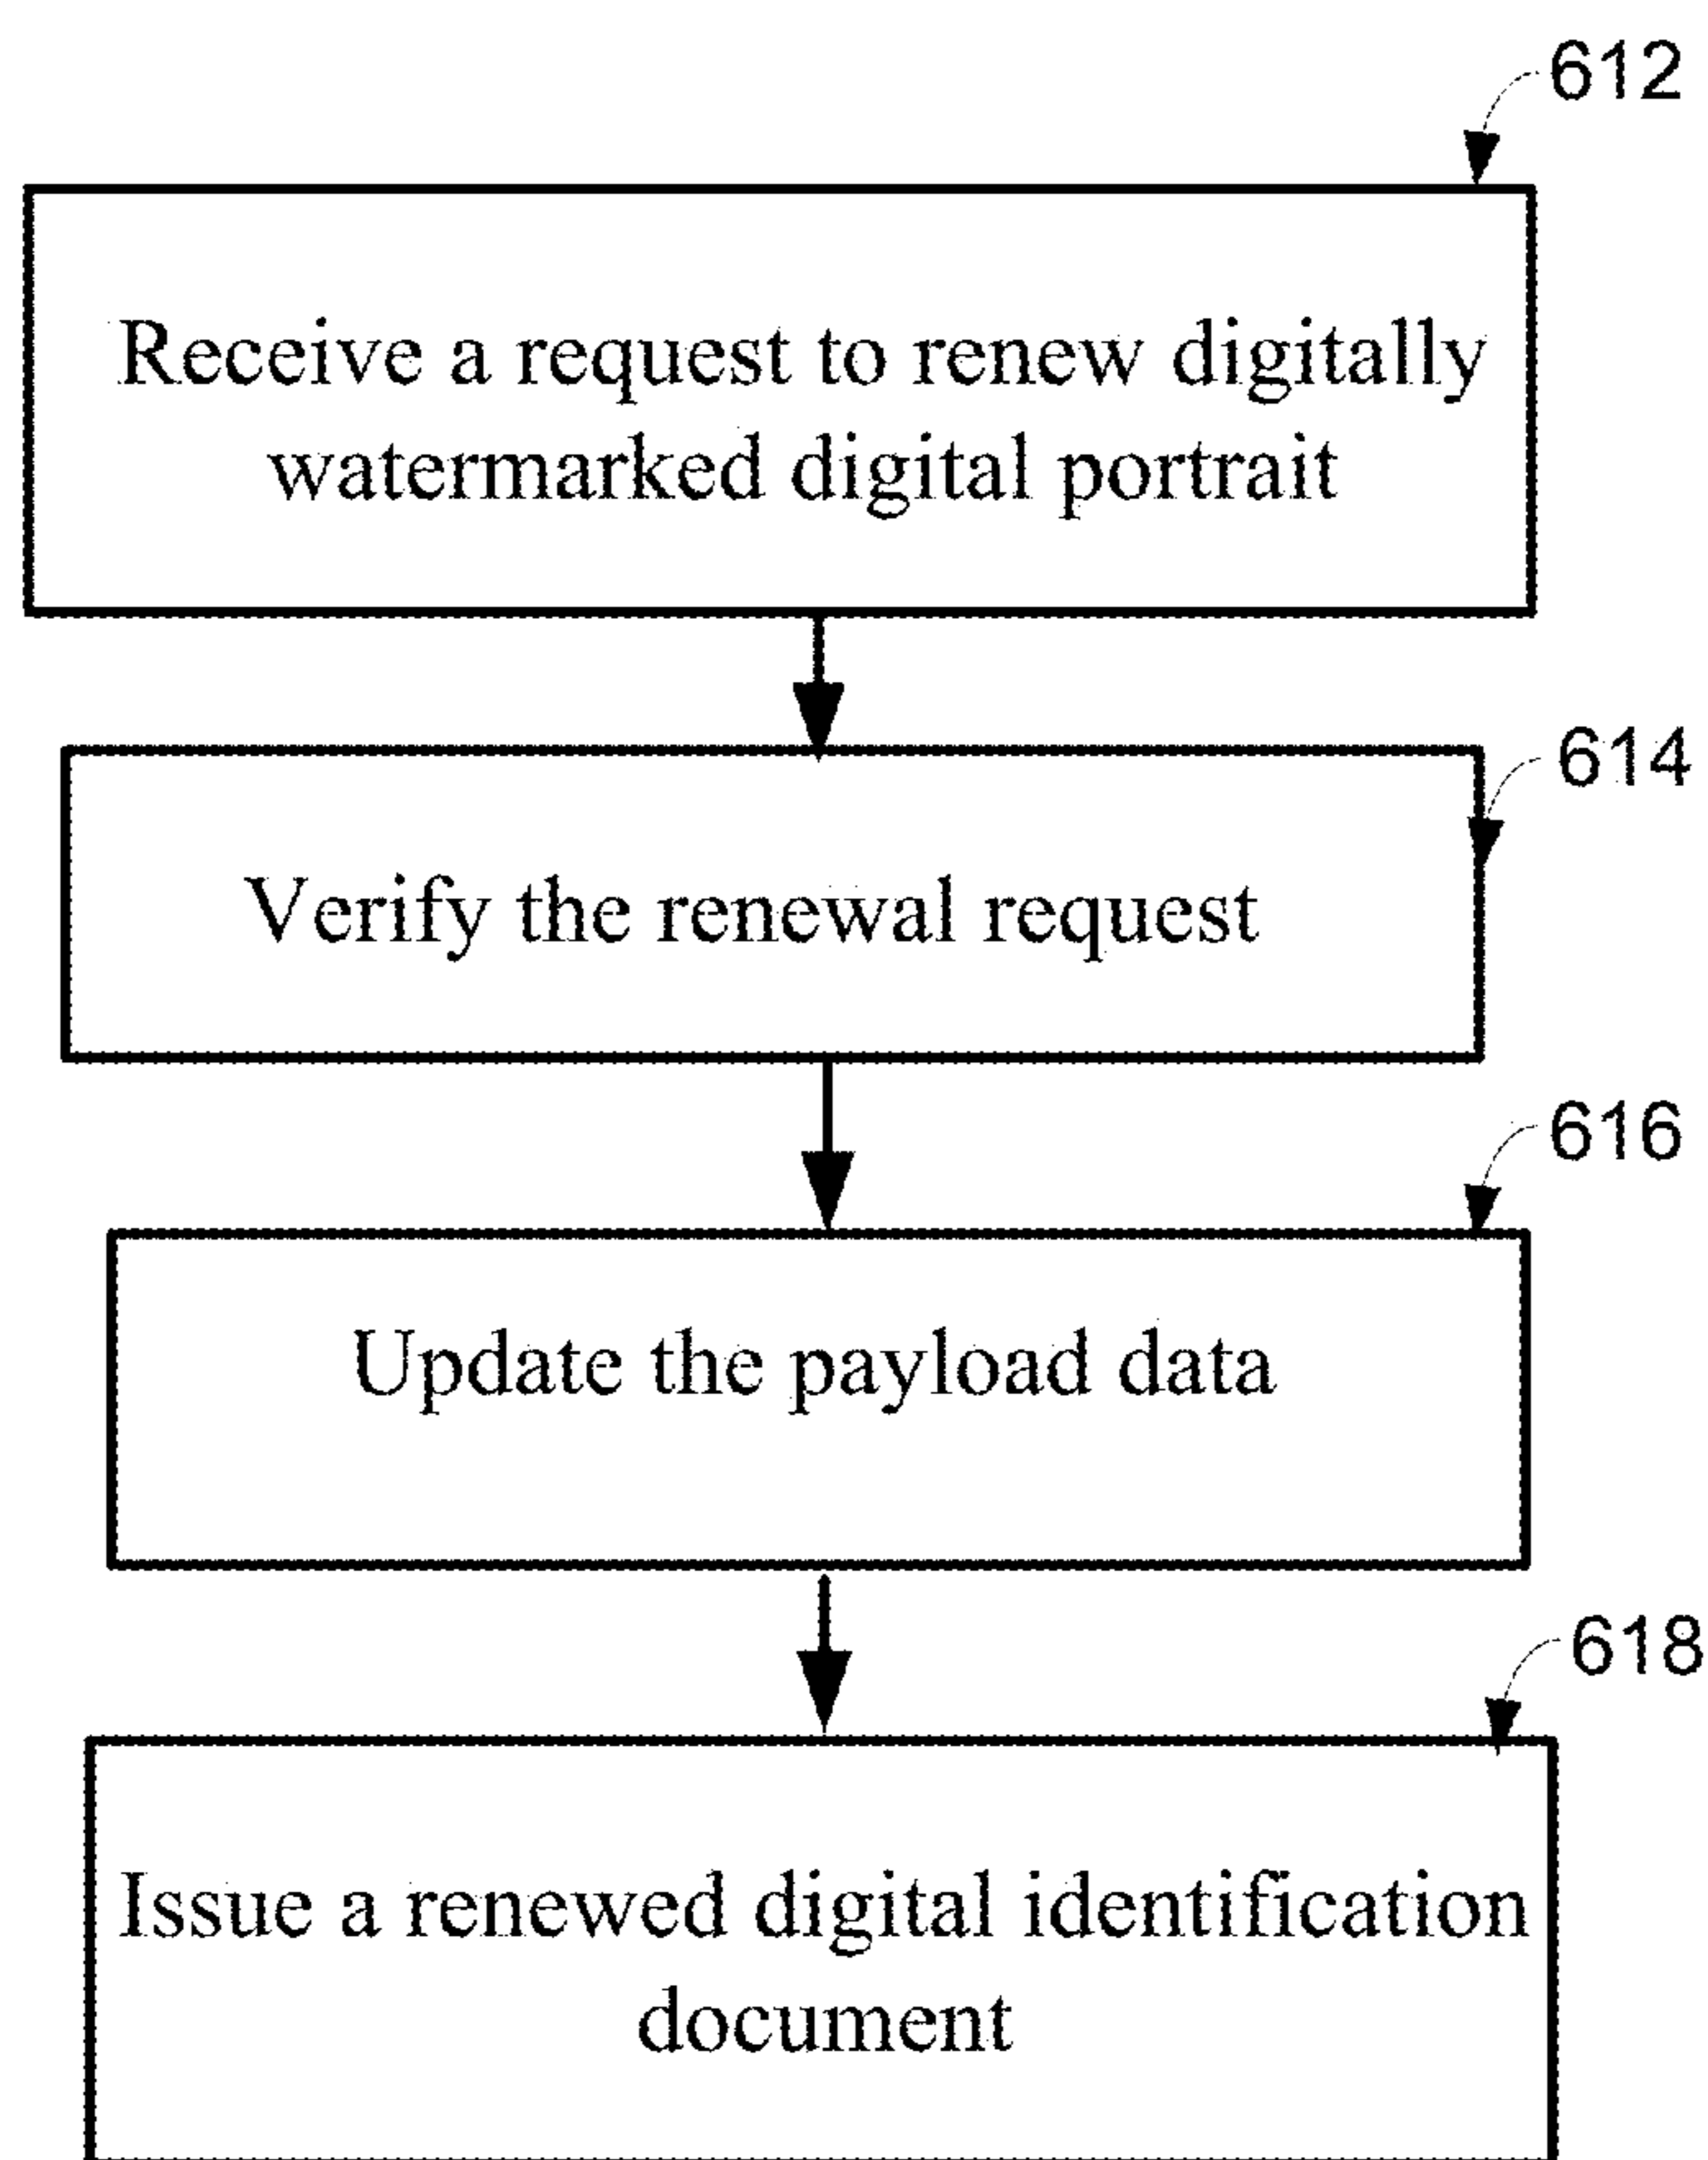 612
Receive a request to renew digitally
watermarked digital portrait
614
Verify the renewal request
616
Update the payload data
618
Issue a renewed digital identification
document